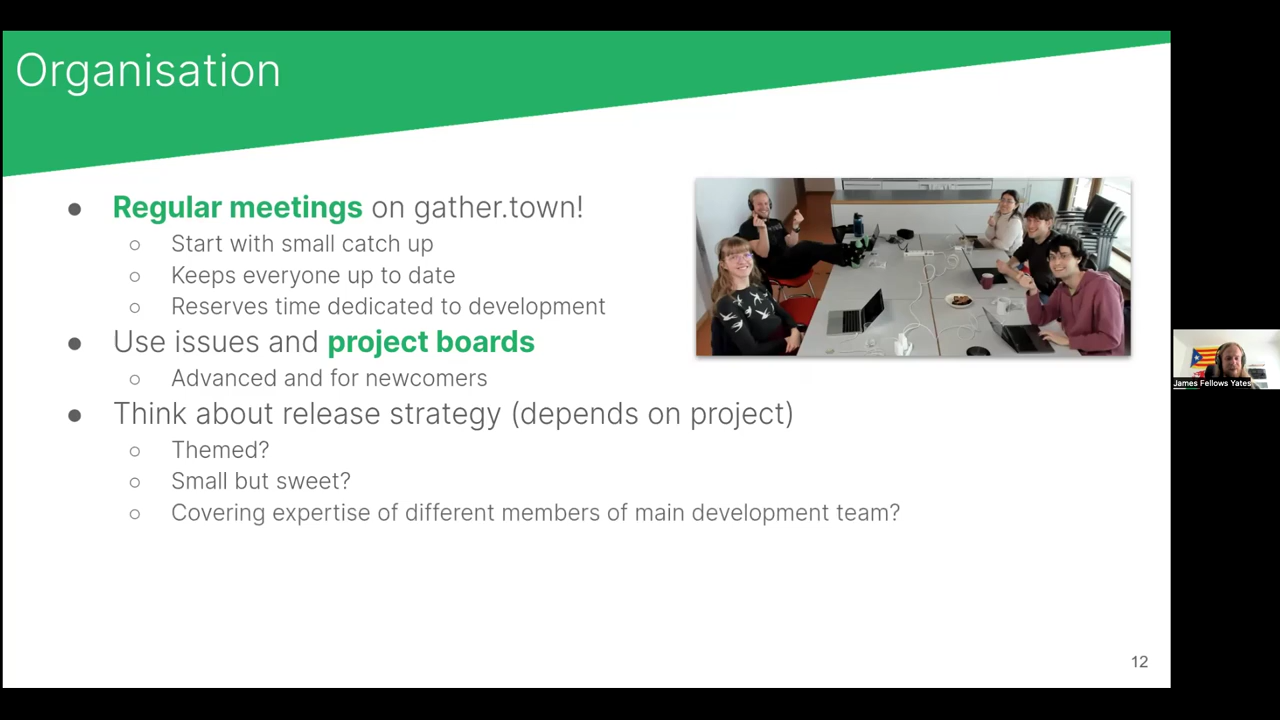 Organisation
● Regular meetings on gather.town!
○ Start with small catch up
○ Keeps everyone up to date
○ Reserves time dedicated to development
● Use issues and project boards
○ Advanced and for newcomers
● Think about release strategy (depends on project)
○ Themed?
○ Small but sweet?
○ Covering expertise of different members of main development team?
12
James Fellows Yates